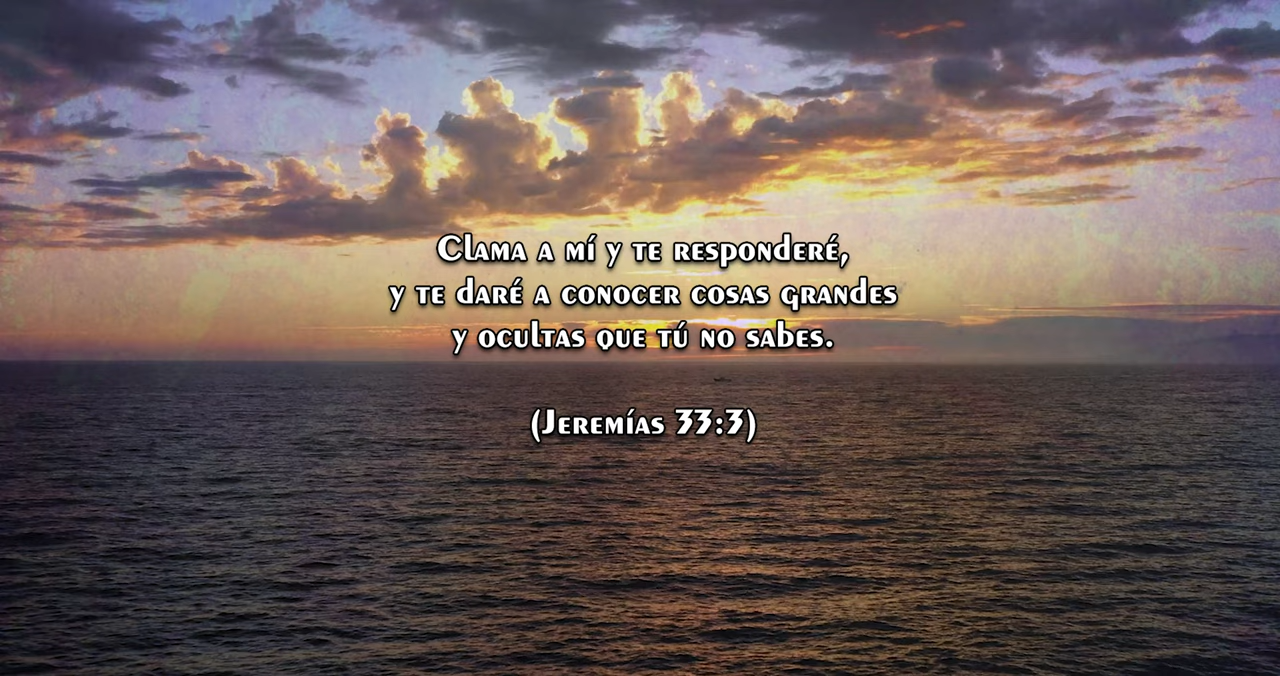 Clama a mí y te responderé,
y te daré a conocer cosas grandes
y ocultas que tú no sabes.
(Jeremías 33:3)